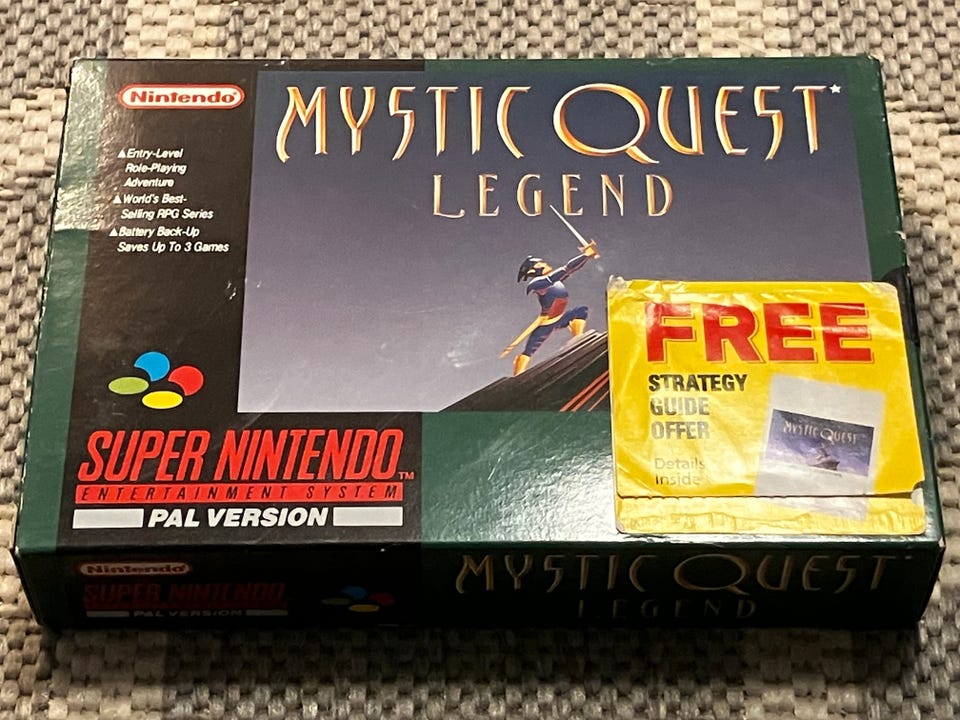 Nintendo®
MYSTIC QUEST*
LEGEND
▲Entry-Level
Role-Playing
Adventure
▲World's Best-
Selling RPG Series
▲Battery Back-Up
Saves Up To 3 Games
FREE
STRATEGY
GUIDE
OFFER
Details
Inside
MYSTIC QUEST
SUPER NINTENDO™
ENTERTAINMENT SYSTEM
PAL VERSION
Nintendo®
SUPER NINTENDO
PAL VERSION
MYSTIC QUEST*
LEGEND